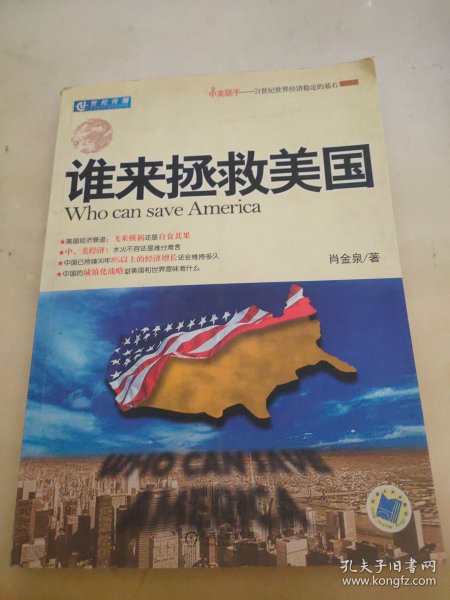 世纪传播
中美联手——21世纪世界经济稳定的基石
谁来拯救美国
Who can save America
★美国经济衰退：飞来横祸还是自食其果
★中、美经济：水火不容还是难分难舍
★中国已持续30年8%以上的经济增长还会维持多久
★中国的城镇化战略对美国和世界意味着什么
肖金泉/著
WHO CAN SAVE
AMERICA
孔夫子旧书网
www.kongfz.com